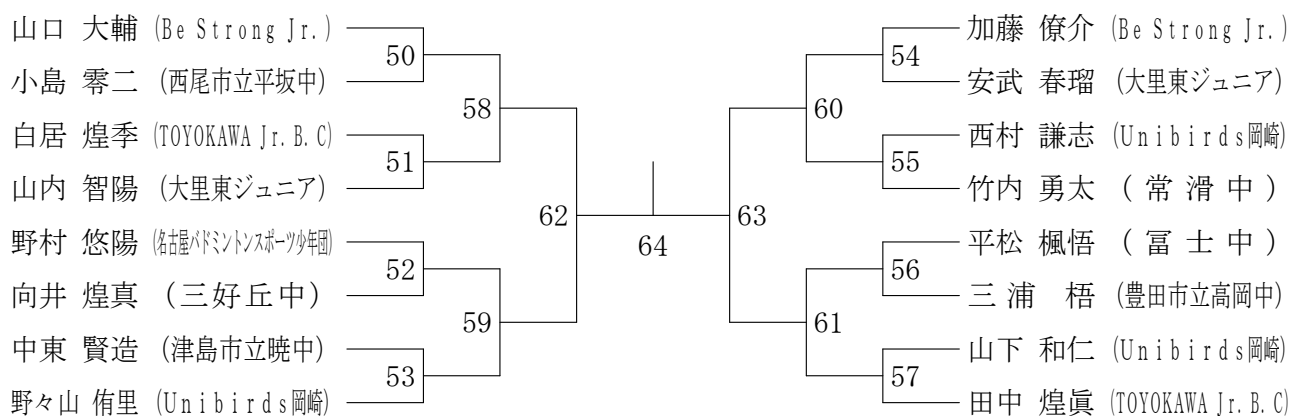 山口 大輔 (Be Strong Jr.)
50
小島 零二 (西尾市立平坂中)
58
白居 煌季 (TOYOKAWA Jr.B.C)
51
山内 智陽 (大里東ジュニア)
62
野村 悠陽 (名古屋バドミントンスポーツ少年団)
52
向井 煌真 (三好丘中)
59
中東 賢造 (津島市立暁中)
53
野々山 侑里 (Unibirds岡崎)
64
加藤 僚介 (Be Strong Jr.)
54
安武 春瑠 (大里東ジュニア)
60
西村 謙志 (Unibirds岡崎)
55
竹内 勇太 (常滑中)
63
平松 楓悟 (冨士中)
56
三浦 梧 (豊田市立高岡中)
61
山下 和仁 (Unibirds岡崎)
57
田中 煌眞 (TOYOKAWA Jr.B.C)